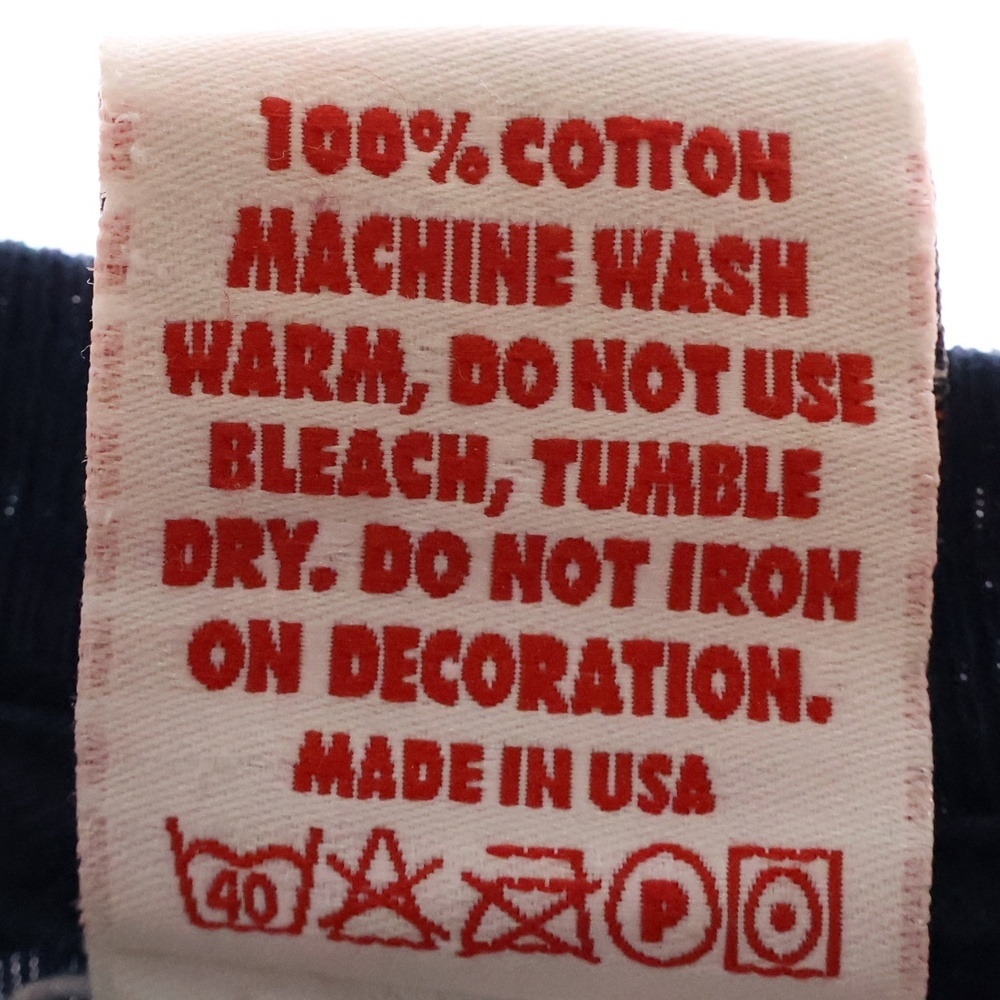 100% COTTON
MACHINE WASH
WARM, DO NOT USE
BLEACH, TUMBLE
DRY. DO NOT IRON
ON DECORATION.
MADE IN USA
40 P